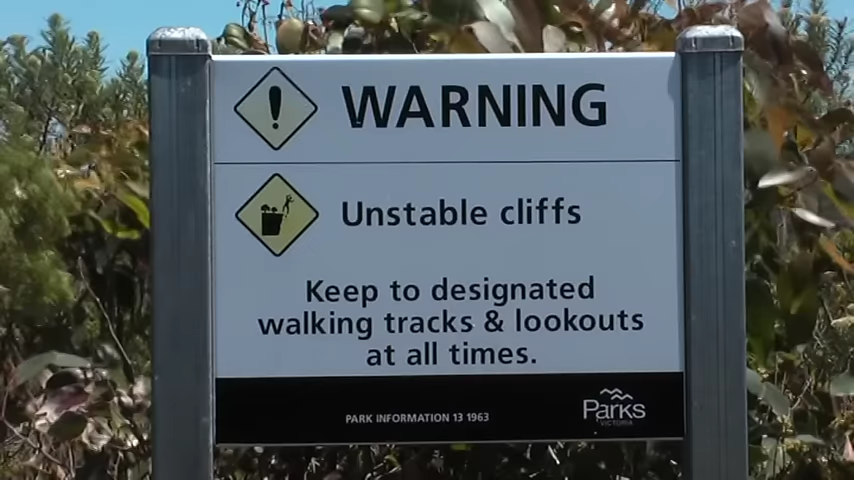 WARNING
Unstable cliffs
Keep to designated
walking tracks & lookouts
at all times.
PARK INFORMATION 13 1963
Parks
VICTORIA